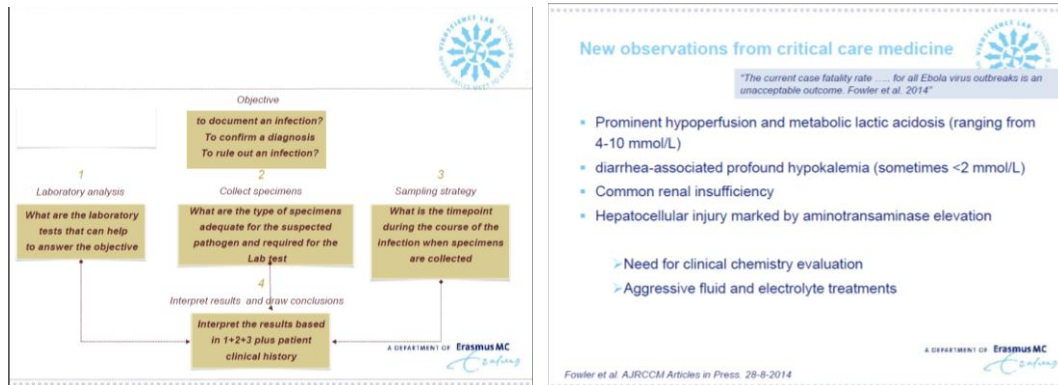 Objective
to document an infection?
To confirm a diagnosis
To rule out an infection?
1
Laboratory analysis
What are the laboratory
tests that can help
to answer the objective
2
Collect specimens
What are the type of specimens
adequate for the suspected
pathogen and required for the
Lab test
3
Sampling strategy
What is the timepoint
during the course of the
infection when specimens
are collected
4
Interpret results and draw conclusions
Interpret the results based
in 1+2+3 plus patient
clinical history
A DEPARTMENT OF Erasmus MC
Erasmus
New observations from critical care medicine
"The current case fatality rate ..... for all Ebola virus outbreaks is an
unacceptable outcome. Fowler et al. 2014"
Prominent hypoperfusion and metabolic lactic acidosis (ranging from
4-10 mmol/L)
diarrhea-associated profound hypokalemia (sometimes <2 mmol/L)
Common renal insufficiency
Hepatocellular injury marked by aminotransaminase elevation
Need for clinical chemistry evaluation
Aggressive fluid and electrolyte treatments
A DEPARTMENT OF Erasmus MC
Erasmus
Fowler et al. AJRCCM Articles in Press. 28-8-2014